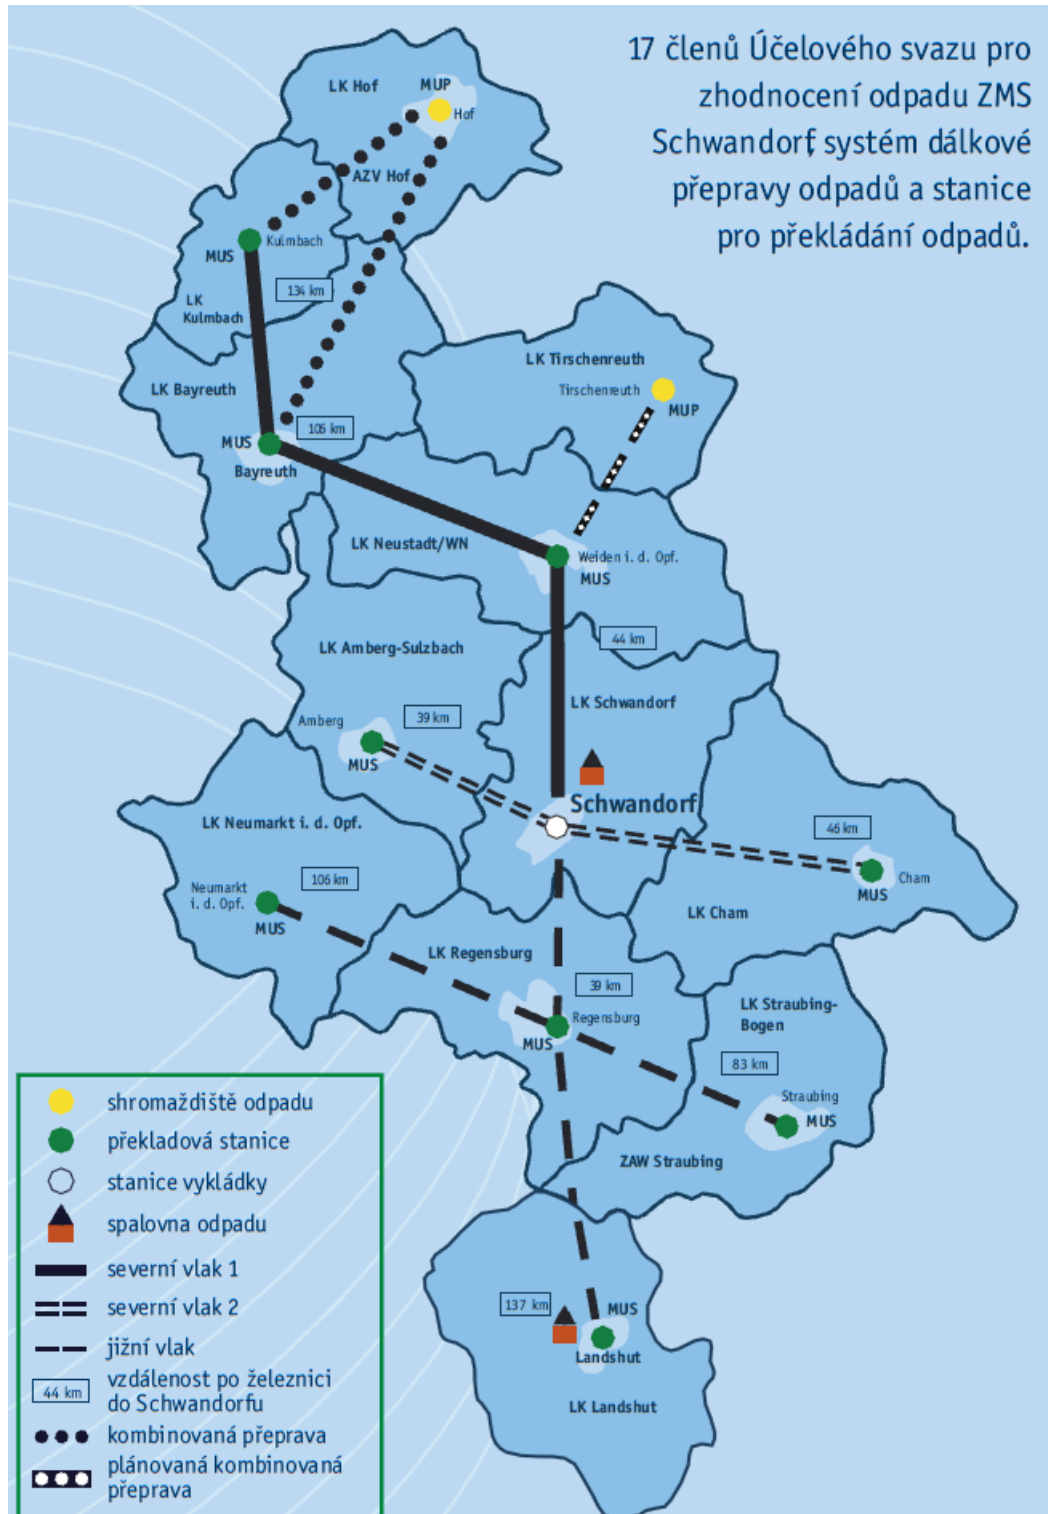 17 členů Účelového svazu pro
zhodnocení odpadu ZMS
Schwandorf, systém dálkové
přepravy odpadů a stanice
pro překládání odpadů.
LK Hof
MUP
Hof
AZV Hof
Kulmbach
MUS
134 km
LK
Kulmbach
LK Bayreuth
106 km
MUS
Bayreuth
LK Tirschenreuth
Tirschenreuth
MUP
LK Neustadt/WN
Weiden i. d. Opf.
MUS
44 km
LK Amberg-Sulzbach
LK Schwandorf
Amberg
39 km
MUS
Schwandorf
LK Neumarkt i. d. Opf.
46 km
106 km
Neumarkt
i. d. Opf.
MUS
Cham
MUS
LK Cham
LK Regensburg
39 km
Regensburg
MUS
LK Straubing-
Bogen
83 km
Straubing
MUS
ZAW Straubing
137 km
MUS
Landshut
LK Landshut
shromaždiště odpadu
překladová stanice
stanice vykládky
spalovna odpadu
severní vlak 1
severní vlak 2
jižní vlak
44 km
vzdálenost po železnici
do Schwandorfu
kombinovaná přeprava
plánovaná kombinovaná
přeprava